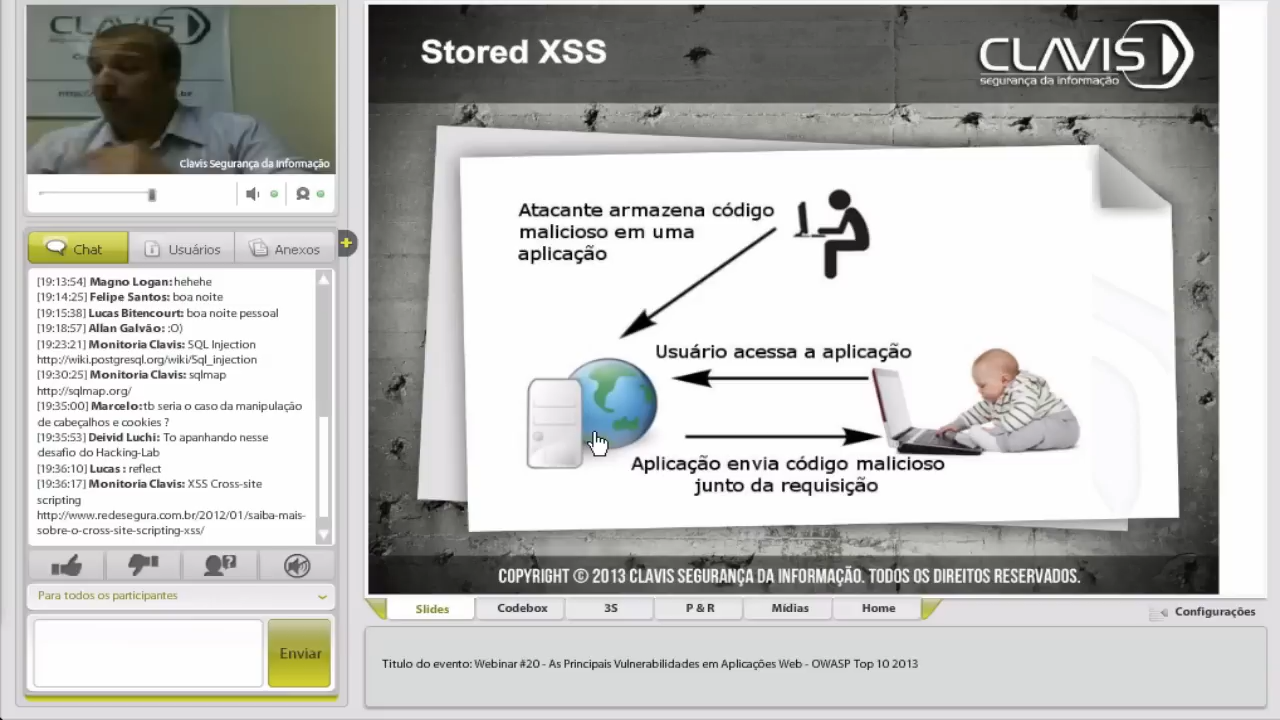 CLAVIS
Clavis Segurança da Informação
Chat
Usuários
Anexos
[19:13:54] Magno Logan: hehehe
[19:14:25] Felipe Santos: boa noite
[19:15:38] Lucas Bitencourt: boa noite pessoal
[19:18:57] Allan Galvão: :O)
[19:23:21] Monitoria Clavis: SQL Injection
http://wiki.postgresql.org/wiki/Sql_injection
[19:30:25] Monitoria Clavis: sqlmap
http://sqlmap.org/
[19:35:00] Marcelo: tb seria o caso da manipulação
de cabeçalhos e cookies ?
[19:35:53] Deivid Luchi: To apanhando nesse
desafio do Hacking-Lab
[19:36:10] Lucas : reflect
[19:36:17] Monitoria Clavis: XSS Cross-site
scripting
http://www.redesegura.com.br/2012/01/saiba-mais-
sobre-o-cross-site-scripting-xss/
Para todos os participantes
Enviar
Stored XSS
CLAVIS
segurança da informação
Atacante armazena código
malicioso em uma
aplicação
Usuário acessa a aplicação
Aplicação envia código malicioso
junto da requisição
COPYRIGHT © 2013 CLAVIS SEGURANÇA DA INFORMAÇÃO. TODOS OS DIREITOS RESERVADOS.
Slides
Codebox
3S
P & R
Mídias
Home
Configurações
Titulo do evento: Webinar #20 - As Principais Vulnerabilidades em Aplicações Web - OWASP Top 10 2013